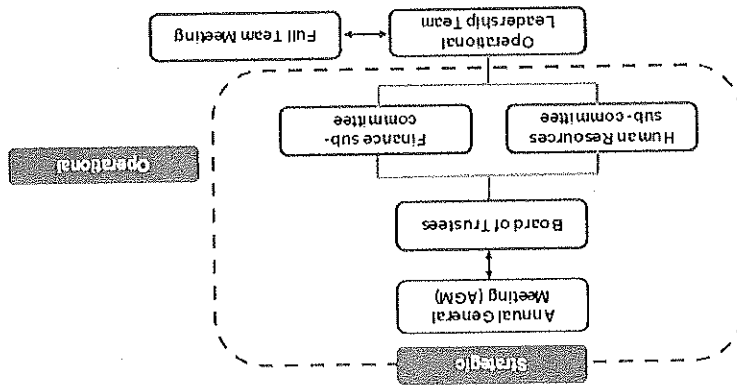 Strategic
Annual General
Meeting (AGM)
Board of Trustees
Human Resources
sub-committee
Finance sub-
committee
Operational
Operational
Leadership Team
Full Team Meeting